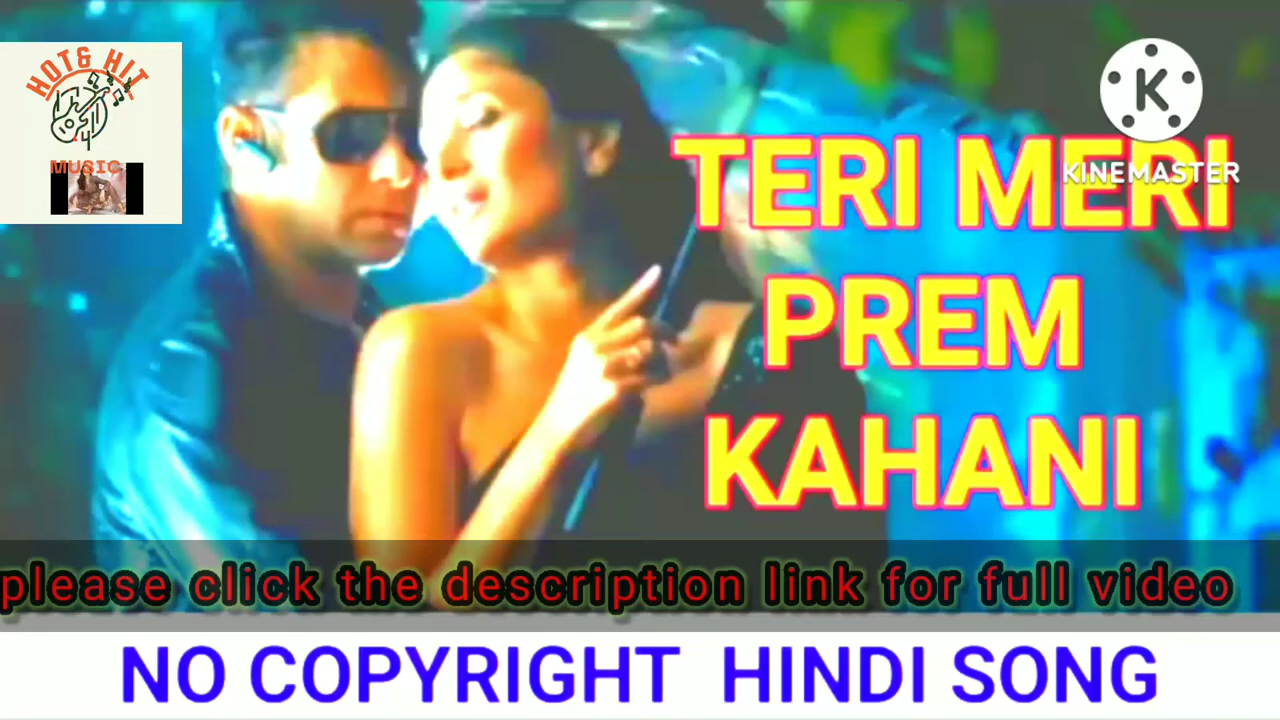 HOT& HIT
MUSIC
K
KINEMASTER
TERI MERI
PREM
KAHANI
please click the description link for full video
NO COPYRIGHT HINDI SONG